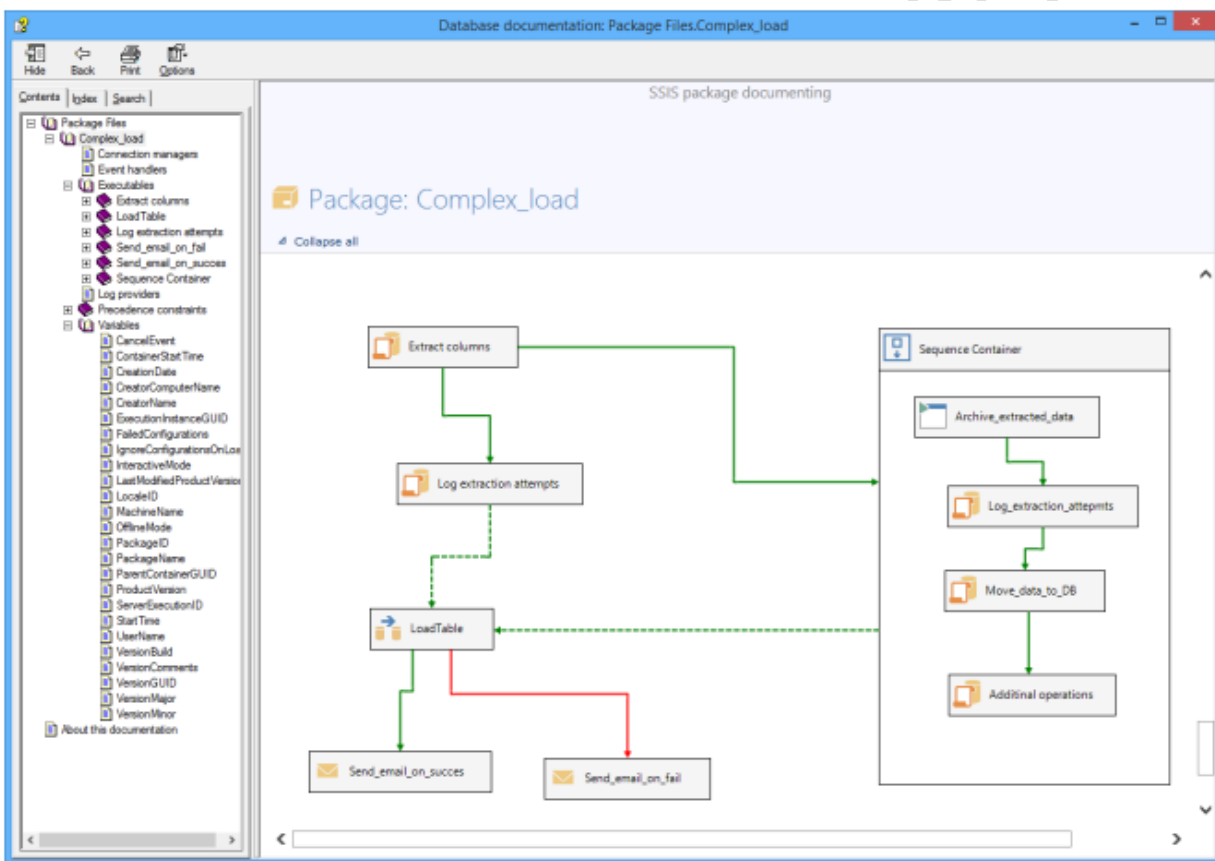 Database documentation: Package Files.Complex_load
Hide Back Print Options
Contents Index Search
Package Files
Complex_load
Connection managers
Event handlers
Executables
Extract columns
LoadTable
Log extraction attempts
Send_email_on_fail
Send_email_on_succes
Sequence Container
Log providers
Precedence constraints
Variables
CancelEvent
ContainerStartTime
CreationDate
CreatorComputerName
CreatorName
ExecutionInstanceGUID
FailedConfigurations
IgnoreConfigurationsOnLoa
InteractiveMode
LastModifiedProductVersion
LocaleID
MachineName
OfflineMode
PackageID
PackageName
ParentContainerGUID
ProductVersion
ServerExecutionID
StartTime
UserName
VersionBuild
VersionComments
VersionGUID
VersionMajor
VersionMinor
About this documentation
SSIS package documenting
Package: Complex_load
Collapse all
Extract columns
Sequence Container
Archive_extracted_data
Log extraction attempts
Log_extraction_attepmts
Move_data_to_DB
LoadTable
Additinal operations
Send_email_on_succes
Send_email_on_fail